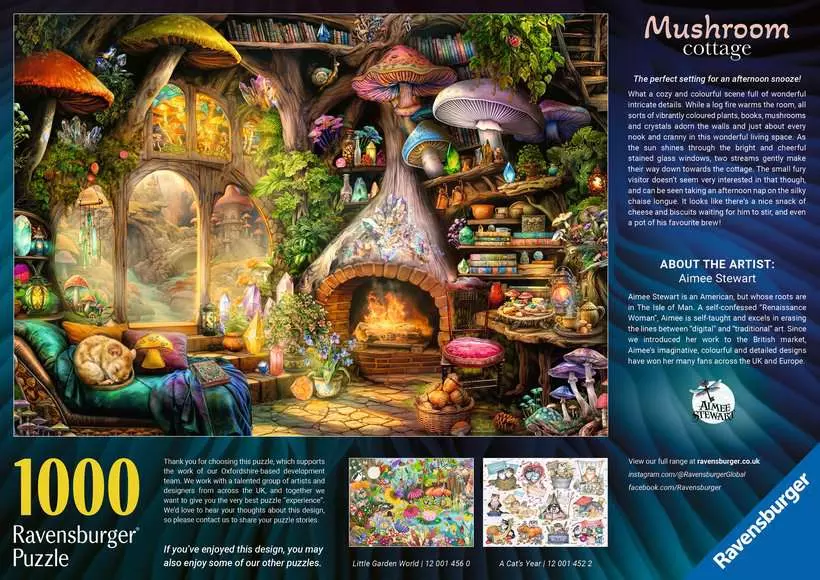 Mushroom
cottage
The perfect setting for an afternoon snooze!
What a cozy and colourful scene full of wonderful
intricate details. While a log fire warms the room, all
sorts of vibrantly coloured plants, books, mushrooms
and crystals adorn the walls and just about every
nook and cranny in this wonderful living space. As
the sun shines through the bright and cheerful
stained glass windows, two streams gently make
their way down towards the cottage. The small furry
visitor doesn't seem very interested in that though,
and can be seen taking an afternoon nap on the silky
chaise longue. It looks like there's a nice snack of
cheese and biscuits waiting for him to stir, and even
a pot of his favourite brew!
ABOUT THE ARTIST:
Aimee Stewart
Aimee Stewart is an American, but whose roots are
in The Isle of Man. A self-confessed "Renaissance
Woman", Aimee is self-taught and excels in erasing
the lines between "digital" and "traditional" art. Since
we introduced her work to the British market,
Aimee's imaginative, colourful and detailed designs
have won her many fans across the UK and Europe.
AIMEE
STEWART
1000
Ravensburger®
Puzzle
Thank you for choosing this puzzle, which supports
the work of our Oxfordshire-based development
team. We work with a talented group of artists and
designers from across the UK, and together we
want to give you the very best puzzle "experience".
We'd love to hear your thoughts about this design,
so please contact us to share your puzzle stories.
If you've enjoyed this design, you may
also enjoy some of our other puzzles.
Little Garden World | 12 001 456 0
A Cat's Year | 12 001 452 2
View our full range at ravensburger.co.uk
instagram.com/@RavensburgerGlobal
facebook.com/Ravensburger
Ravensburger